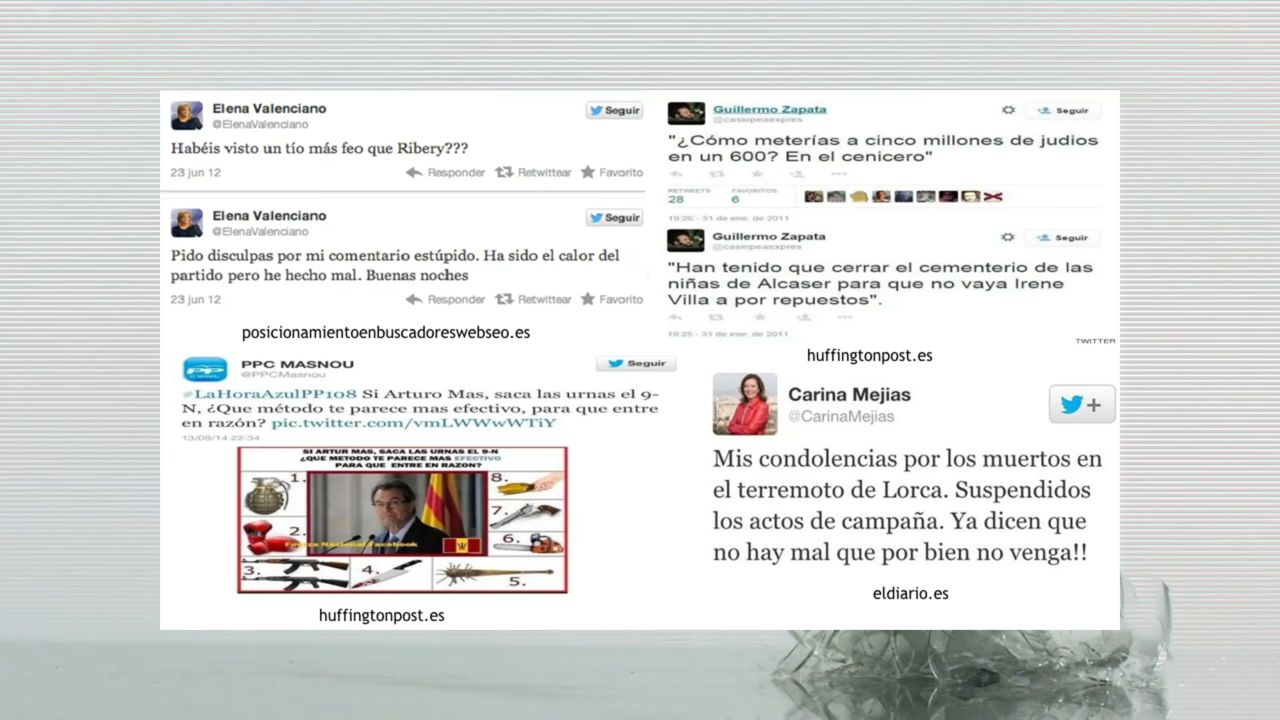 Elena Valenciano
@ElenaValenciano
Seguir
Habéis visto un tío más feo que Ribery???
23 jun 12
Responder Retwittear Favorito
Elena Valenciano
@ElenaValenciano
Seguir
Pido disculpas por mi comentario estúpido. Ha sido el calor del
partido pero he hecho mal. Buenas noches
23 jun 12
Responder Retwittear Favorito
posicionamientoenbuscadoreswebseo.es
Guillermo Zapata
@casiopeaexpres
Seguir
"¿Cómo meterías a cinco millones de judios
en un 600? En el cenicero"
RETWEETS FAVORITOS
28 6
19:26 - 31 de ene. de 2011
Guillermo Zapata
@casiopeaexpres
Seguir
"Han tenido que cerrar el cementerio de las
niñas de Alcaser para que no vaya Irene
Villa a por repuestos".
19:25 - 31 de ene. de 2011
TWITTER
huffingtonpost.es
PP
EL MASNOU
PPC MASNOU
@PPCMasnou
Seguir
#LaHoraAzulPP108 Si Arturo Mas, saca las urnas el 9-
N, ¿Que método te parece mas efectivo, para que entre
en razón? pic.twitter.com/vmLWWwWTiY
13/09/14 22:34
SI ARTUR MAS, SACA LAS URNAS EL 9-N
¿QUE METODO TE PARECE MAS EFECTIVO
PARA QUE ENTRE EN RAZON?
1.
2.
3.
4.
5.
6.
7.
8.
Fuerza Nacional Facebook
huffingtonpost.es
Carina Mejias
@CarinaMejias
Mis condolencias por los muertos en
el terremoto de Lorca. Suspendidos
los actos de campaña. Ya dicen que
no hay mal que por bien no venga!!
eldiario.es